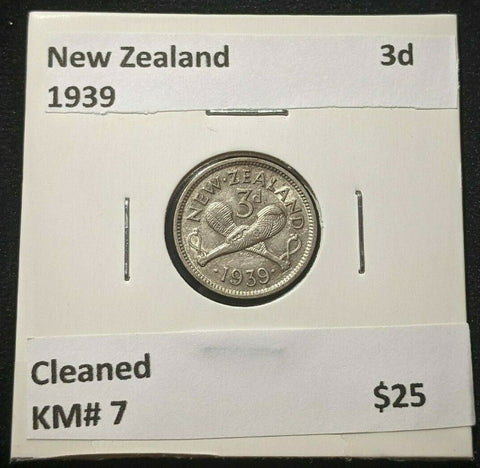 New Zealand 3d
1939
NEW·ZEALAND
3d
·1939·
Cleaned
KM# 7 $25